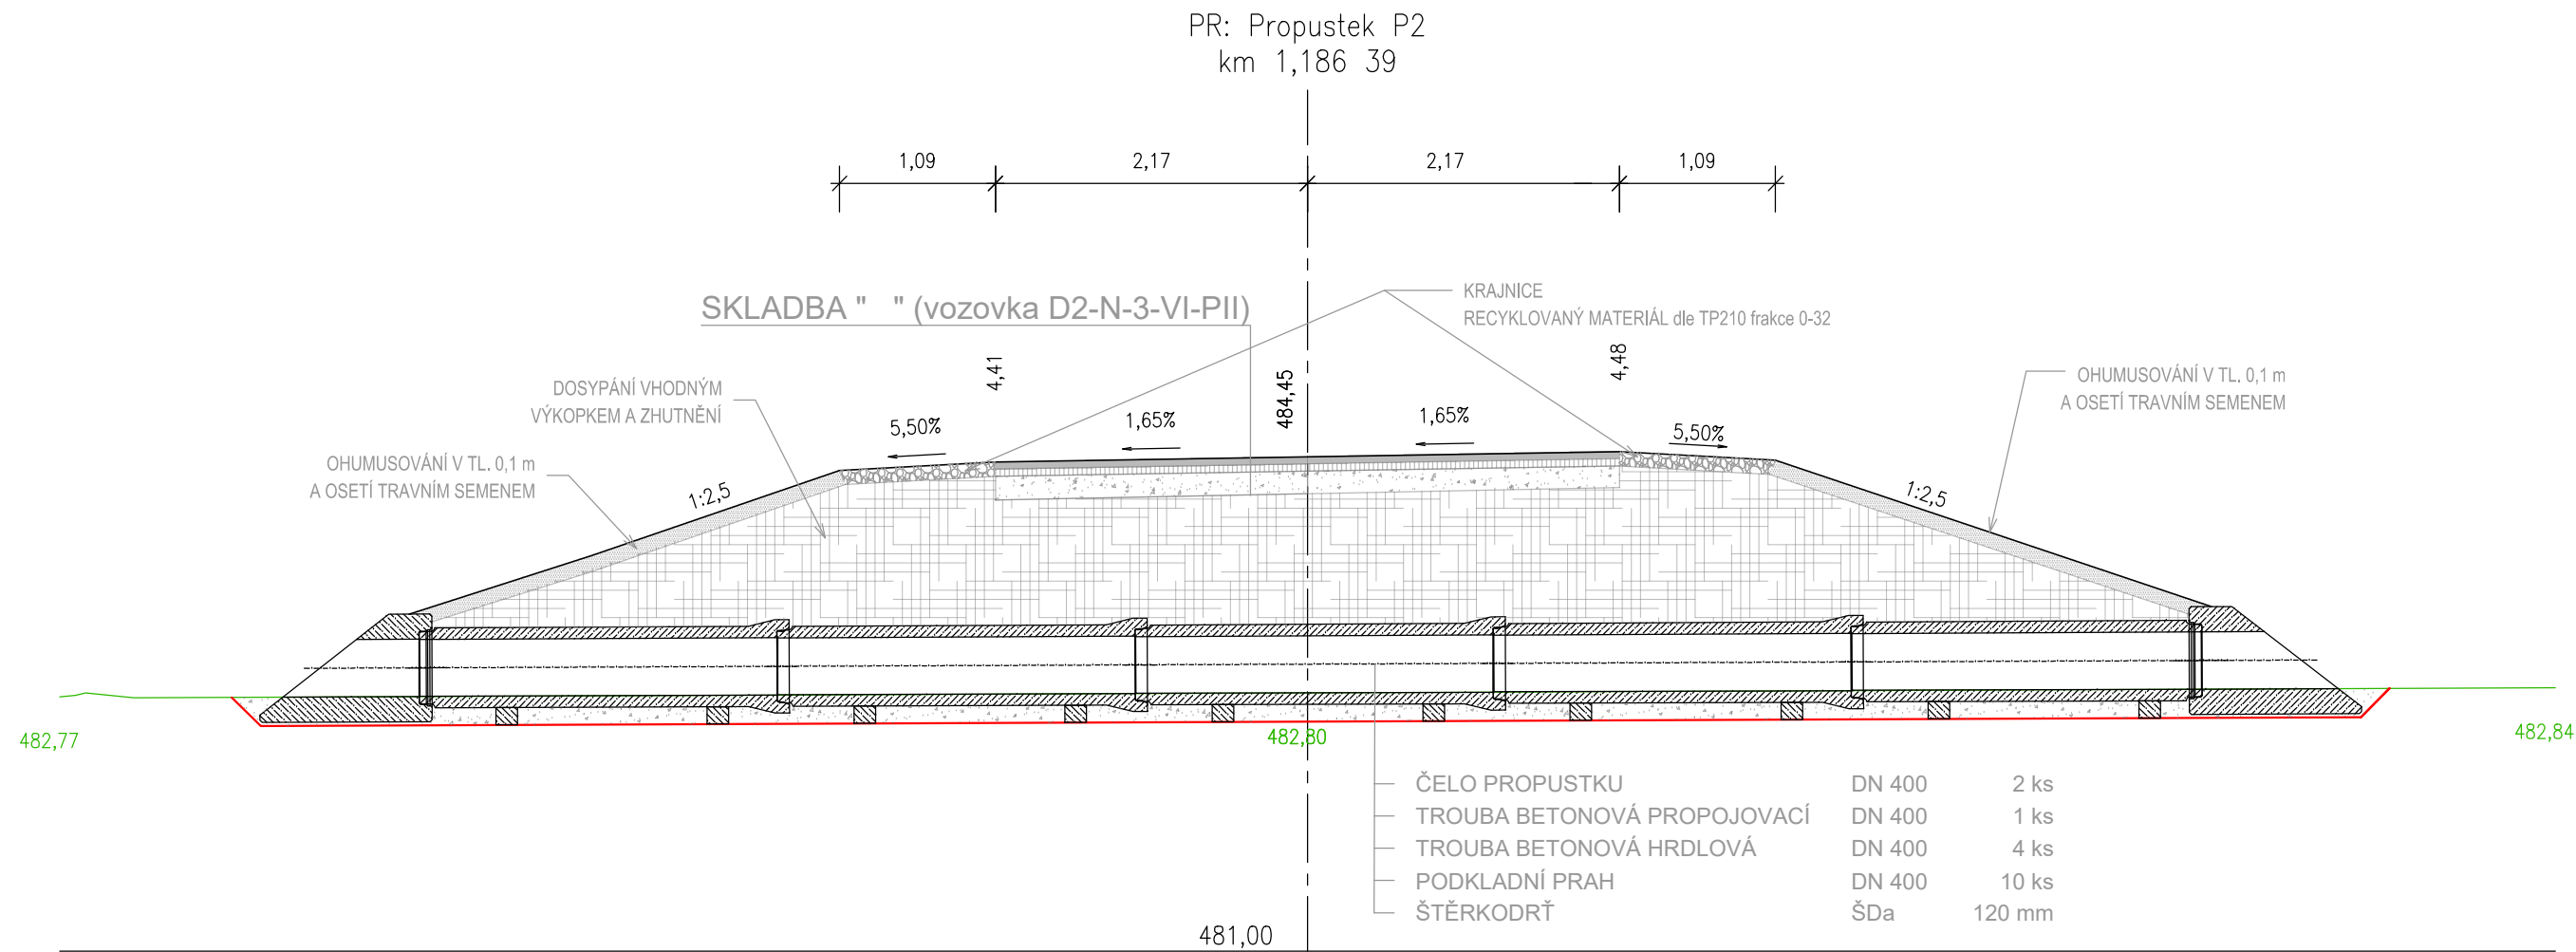 PR: Propustek P2
km 1,186 39
1,09
2,17
2,17
1,09
SKLADBA " " (vozovka D2-N-3-VI-PII)
KRAJNICE
RECYKLOVANÝ MATERIÁL dle TP210 frakce 0-32
4,41
484,45
4,48
DOSYPÁNÍ VHODNÝM
VÝKOPKEM A ZHUTNĚNÍ
OHUMUSOVÁNÍ V TL. 0,1 m
A OSETÍ TRAVNÍM SEMENEM
5,50%
1,65%
1,65%
5,50%
OHUMUSOVÁNÍ V TL. 0,1 m
A OSETÍ TRAVNÍM SEMENEM
1:2,5
1:2,5
482,77
482,80
482,84
ČELO PROPUSTKU DN 400 2 ks
TROUBA BETONOVÁ PROPOJOVACÍ DN 400 1 ks
TROUBA BETONOVÁ HRDLOVÁ DN 400 4 ks
PODKLADNÍ PRAH DN 400 10 ks
ŠTĚRKODRŤ ŠDa 120 mm
481,00